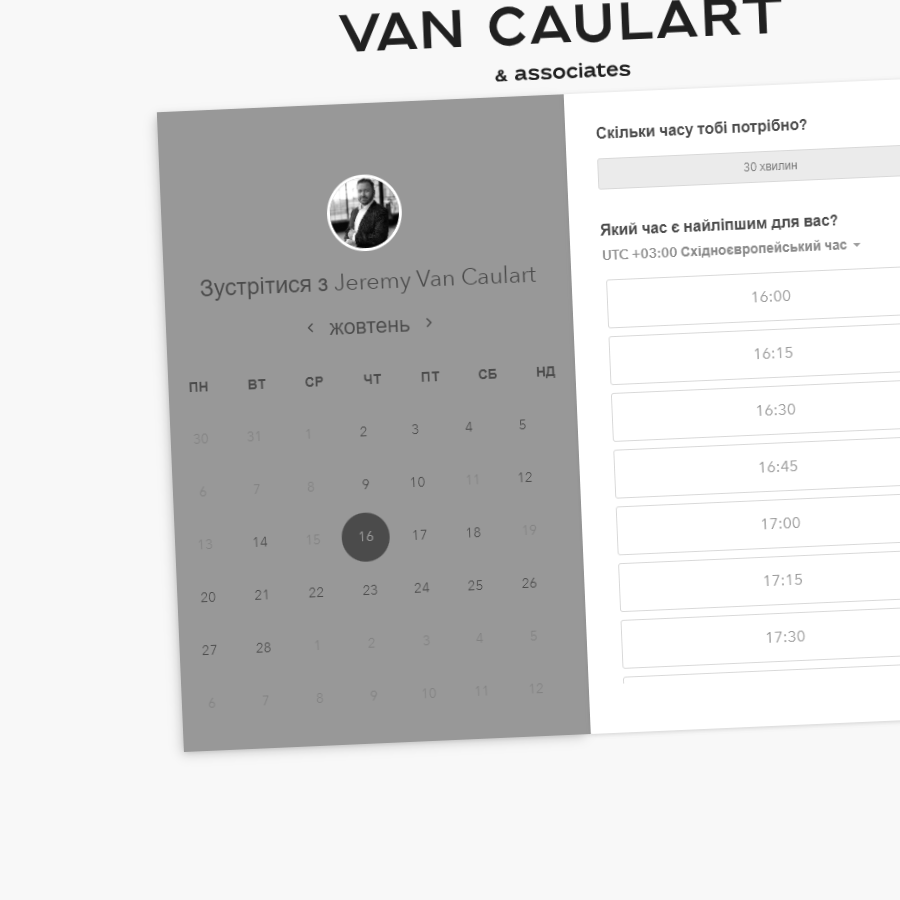 VAN CAULART
& associates
Зустрітися з Jeremy Van Caulart
‹ жовтень ›
ПН ВТ СР ЧТ ПТ СБ НД
30 31 1 2 3 4 5
6 7 8 9 10 11 12
13 14 15 16 17 18 19
20 21 22 23 24 25 26
27 28 1 2 3 4 5
6 7 8 9 10 11 12
Скільки часу тобі потрібно?
30 хвилин
Який час є найліпшим для вас?
UTC +03:00 Східноєвропейський час
16:00
16:15
16:30
16:45
17:00
17:15
17:30